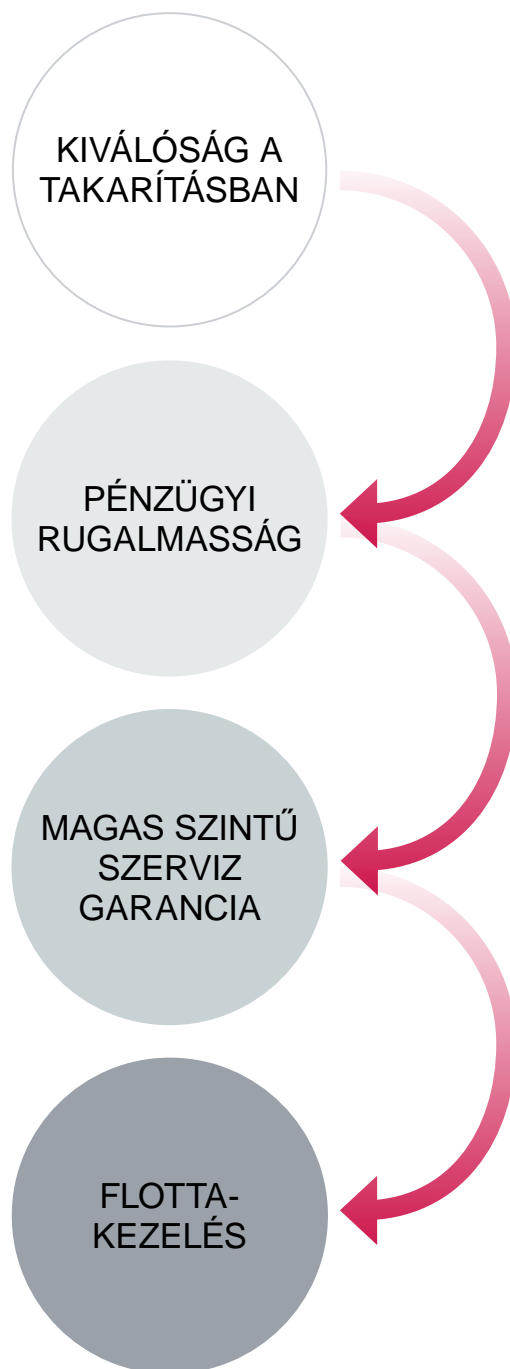 KIVÁLÓSÁG A
TAKARÍTÁSBAN
PÉNZÜGYI
RUGALMASSÁG
MAGAS SZINTŰ
SZERVIZ
GARANCIA
FLOTTA-
KEZELÉS